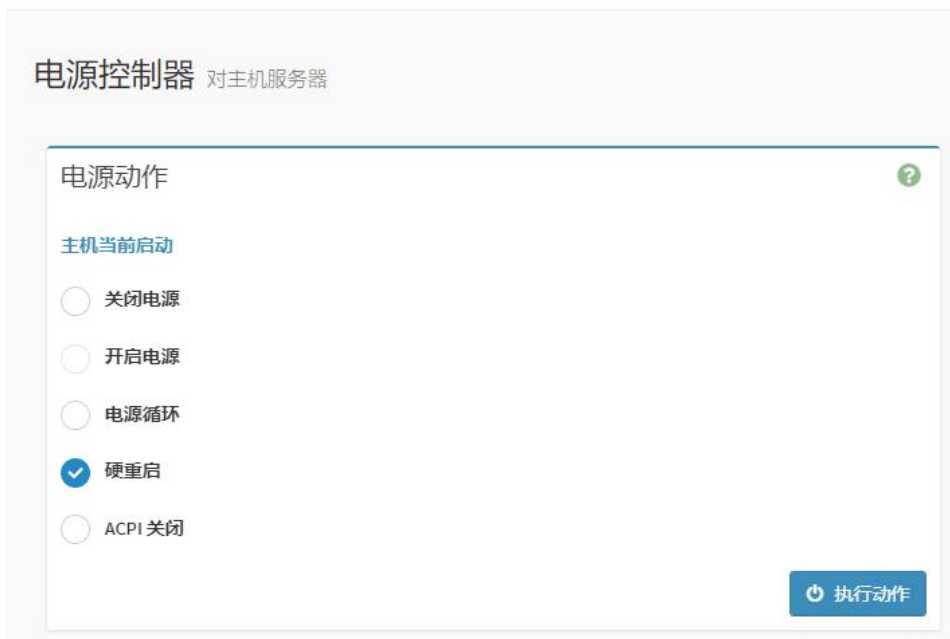 电源控制器 对主机服务器
电源动作
主机当前启动
关闭电源
开启电源
电源循环
硬重启
ACPI 关闭
执行动作